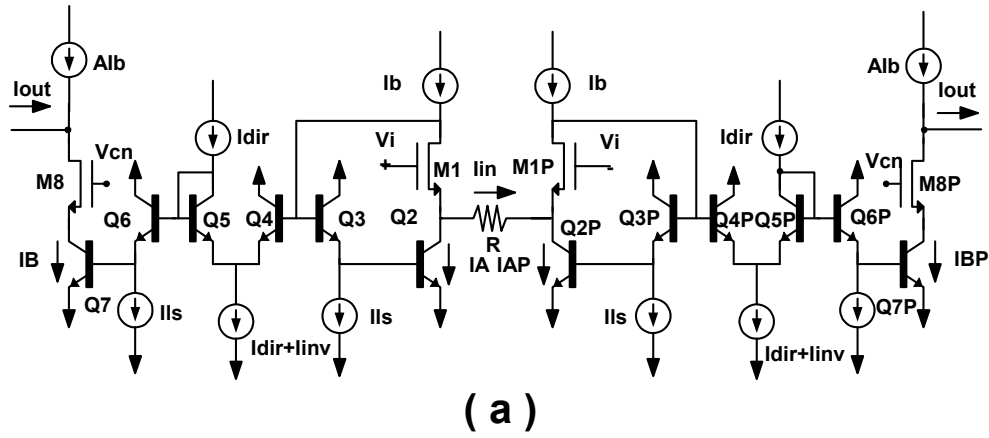 AIb Ib Ib AIb
Iout Iout
Idir Vi Vi Idir
Vcn + - Vcn
M8 M1 Iin M1P M8P
Q6 Q5 Q4 Q3 Q2 Q3P Q4P Q5P Q6P
R Q2P
IB IA IAP IBP
Q7 IIs IIs IIs Q7P
Idir+Iinv Idir+Iinv
( a )